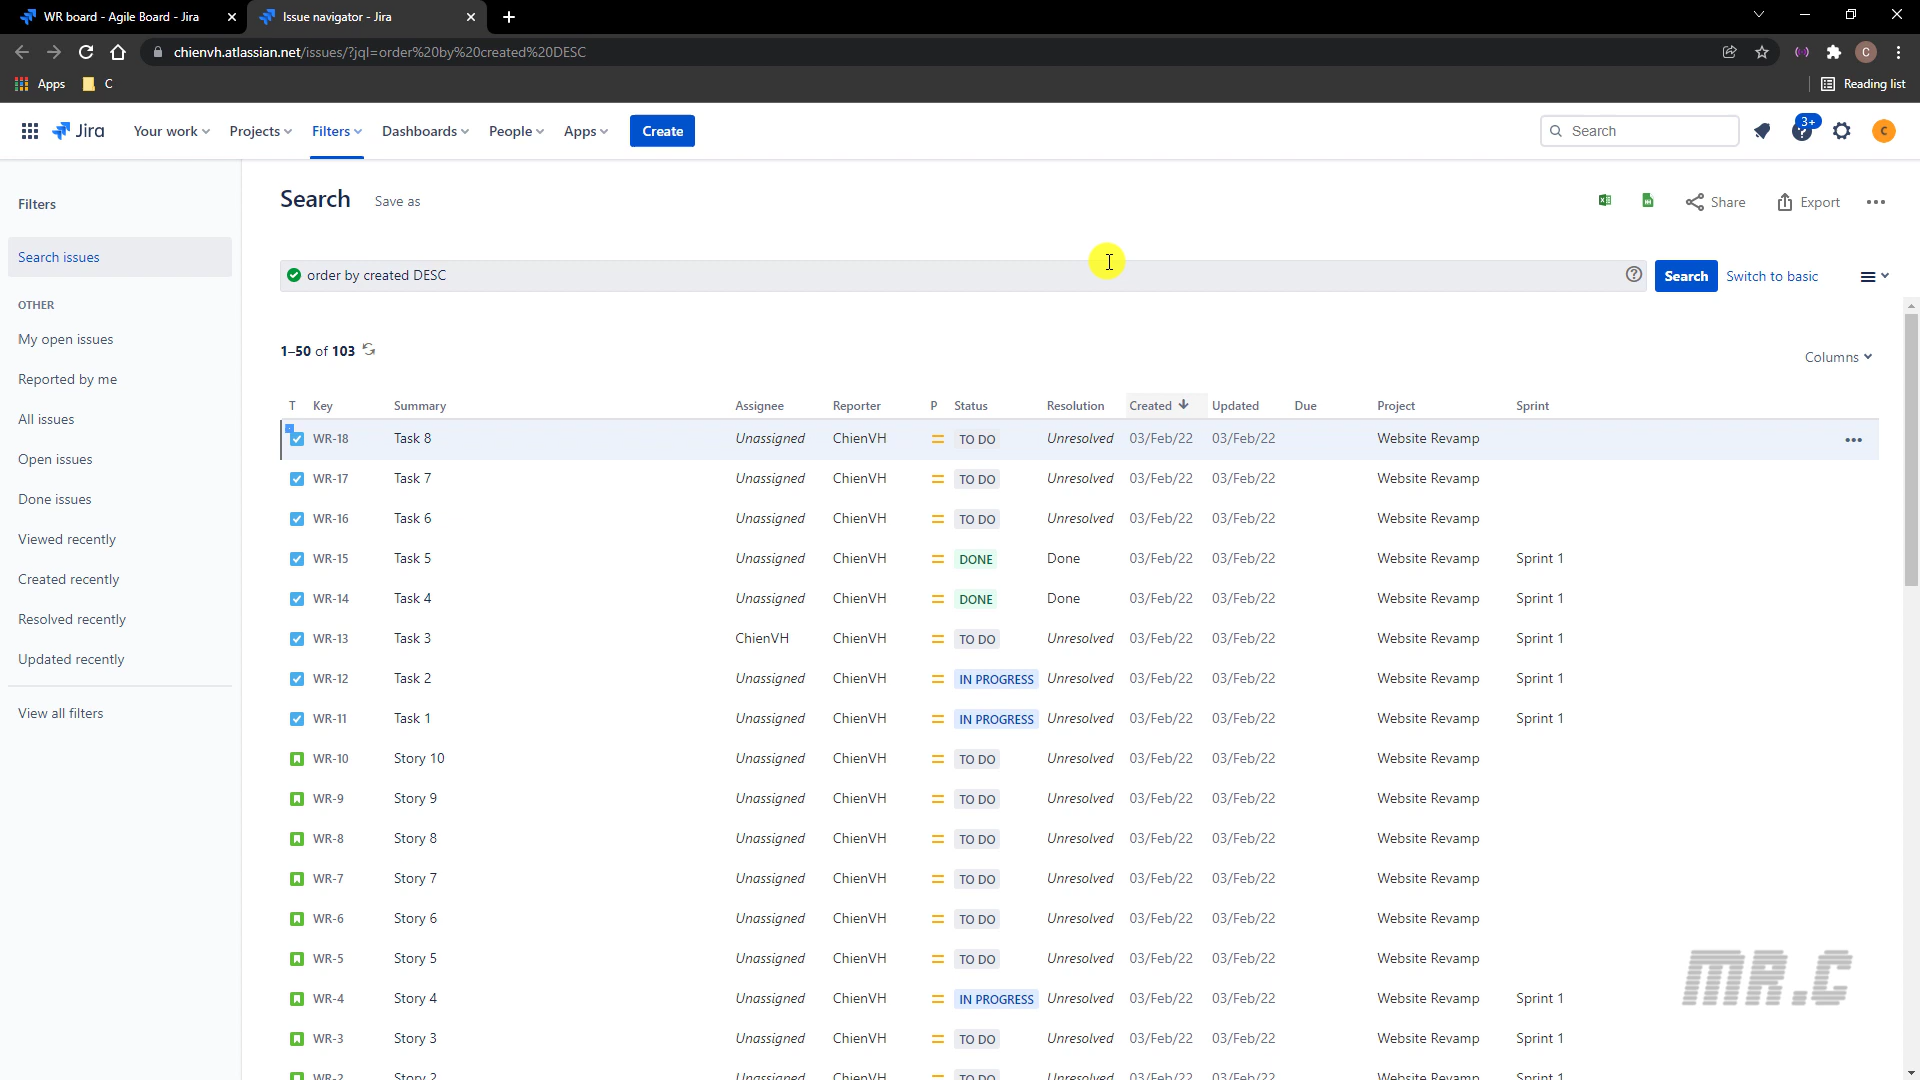 WR board - Agile Board - Jira
Issue navigator - Jira
chienvh.atlassian.net/issues/?jql=order%20by%20created%20DESC
C
Apps
C
Reading list
Jira
Your work
Projects
Filters
Dashboards
People
Apps
Create
Search
3+
C
Filters
Search issues
OTHER
My open issues
Reported by me
All issues
Open issues
Done issues
Viewed recently
Created recently
Resolved recently
Updated recently
View all filters
Search
Save as
Share
Export
order by created DESC
Search
Switch to basic
1–50 of 103
Columns
T Key Summary Assignee Reporter P Status Resolution Created Updated Due Project Sprint
WR-18 Task 8 Unassigned ChienVH TO DO Unresolved 03/Feb/22 03/Feb/22 Website Revamp
WR-17 Task 7 Unassigned ChienVH TO DO Unresolved 03/Feb/22 03/Feb/22 Website Revamp
WR-16 Task 6 Unassigned ChienVH TO DO Unresolved 03/Feb/22 03/Feb/22 Website Revamp
WR-15 Task 5 Unassigned ChienVH DONE Done 03/Feb/22 03/Feb/22 Website Revamp Sprint 1
WR-14 Task 4 Unassigned ChienVH DONE Done 03/Feb/22 03/Feb/22 Website Revamp Sprint 1
WR-13 Task 3 ChienVH ChienVH TO DO Unresolved 03/Feb/22 03/Feb/22 Website Revamp Sprint 1
WR-12 Task 2 Unassigned ChienVH IN PROGRESS Unresolved 03/Feb/22 03/Feb/22 Website Revamp Sprint 1
WR-11 Task 1 Unassigned ChienVH IN PROGRESS Unresolved 03/Feb/22 03/Feb/22 Website Revamp Sprint 1
WR-10 Story 10 Unassigned ChienVH TO DO Unresolved 03/Feb/22 03/Feb/22 Website Revamp
WR-9 Story 9 Unassigned ChienVH TO DO Unresolved 03/Feb/22 03/Feb/22 Website Revamp
WR-8 Story 8 Unassigned ChienVH TO DO Unresolved 03/Feb/22 03/Feb/22 Website Revamp
WR-7 Story 7 Unassigned ChienVH TO DO Unresolved 03/Feb/22 03/Feb/22 Website Revamp
WR-6 Story 6 Unassigned ChienVH TO DO Unresolved 03/Feb/22 03/Feb/22 Website Revamp
WR-5 Story 5 Unassigned ChienVH TO DO Unresolved 03/Feb/22 03/Feb/22 Website Revamp
WR-4 Story 4 Unassigned ChienVH IN PROGRESS Unresolved 03/Feb/22 03/Feb/22 Website Revamp Sprint 1
WR-3 Story 3 Unassigned ChienVH TO DO Unresolved 03/Feb/22 03/Feb/22 Website Revamp Sprint 1
WR-2 Story 2 Unassigned ChienVH TO DO Unresolved 03/Feb/22 03/Feb/22 Website Revamp Sprint 1
MR.C